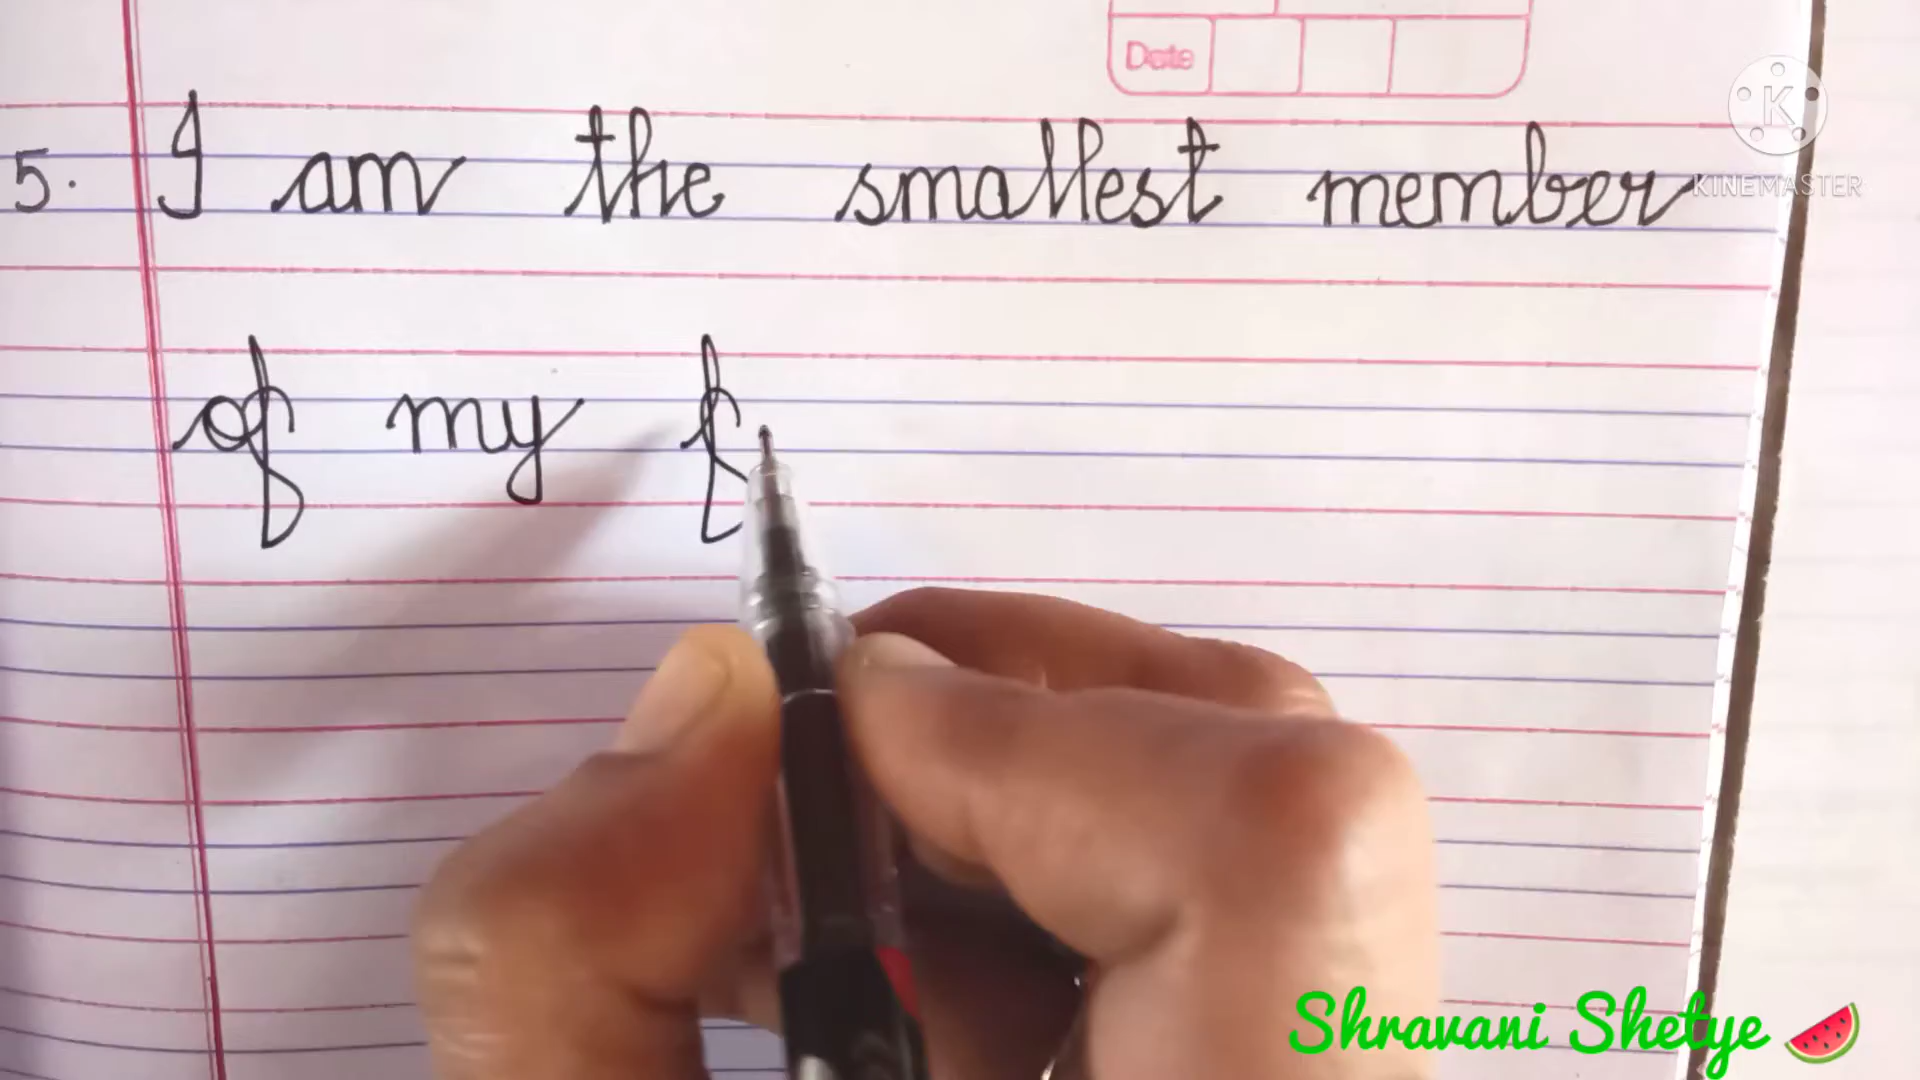 Date
5. I am the smallest member
K
KINEMASTER
of my f
Shravani Shetye